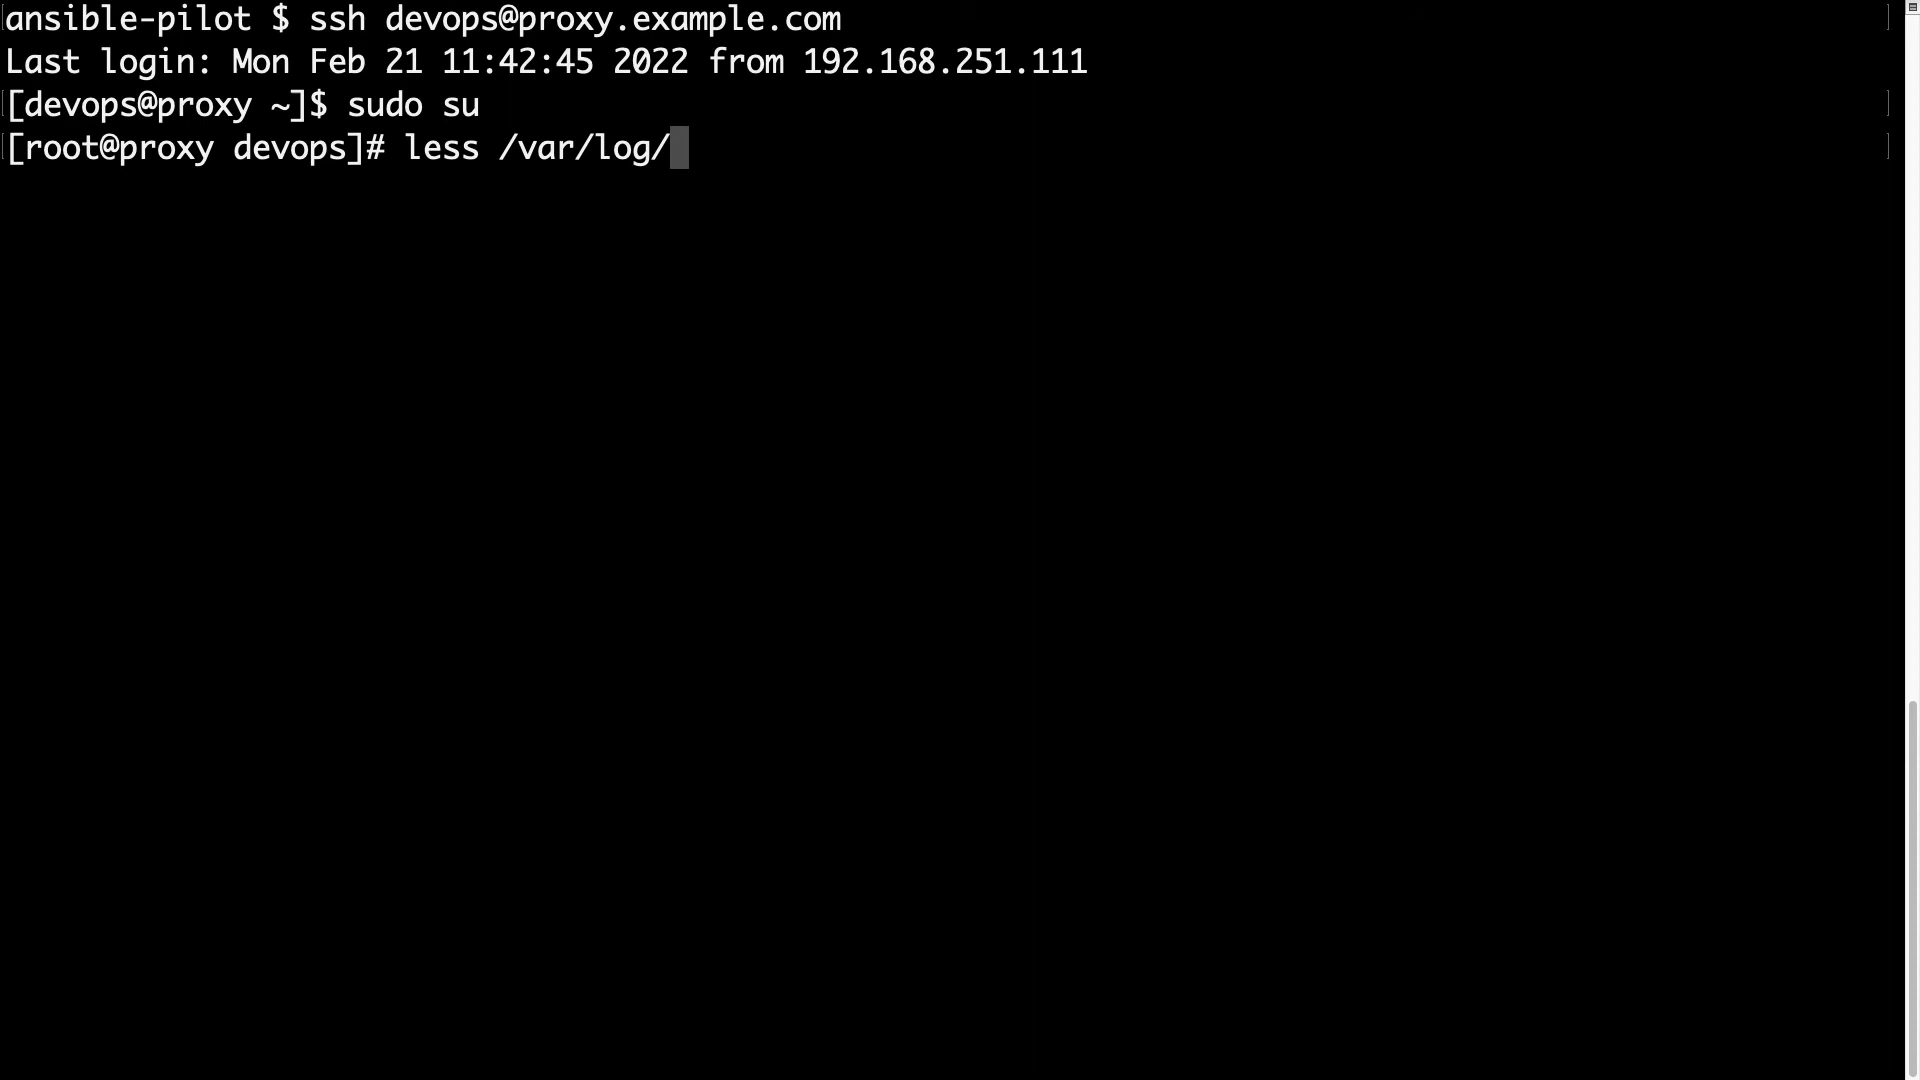 ansible-pilot $ ssh devops@proxy.example.com
Last login: Mon Feb 21 11:42:45 2022 from 192.168.251.111
[devops@proxy ~]$ sudo su
[root@proxy devops]# less /var/log/